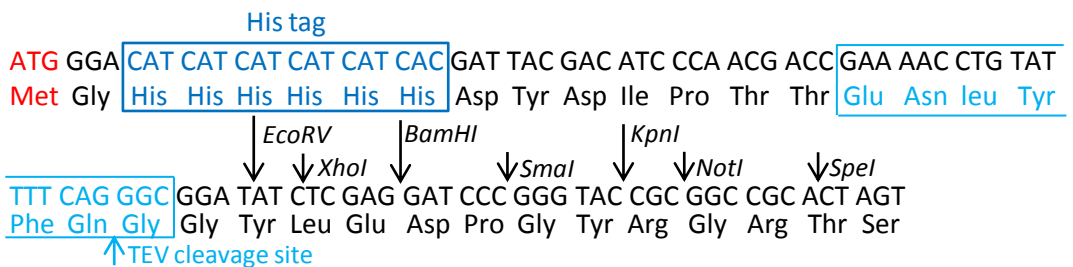 His tag
ATG GGA CAT CAT CAT CAT CAT CAC GAT TAC GAC ATC CCA ACG ACC GAA AAC CTG TAT
Met Gly His His His His His His Asp Tyr Asp Ile Pro Thr Thr Glu Asn leu Tyr
EcoRV BamHI KpnI
XhoI SmaI NotI SpeI
TTT CAG GGC GGA TAT CTC GAG GAT CCC GGG TAC CGC GGC CGC ACT AGT
Phe Gln Gly Gly Tyr Leu Glu Asp Pro Gly Tyr Arg Gly Arg Thr Ser
TEV cleavage site